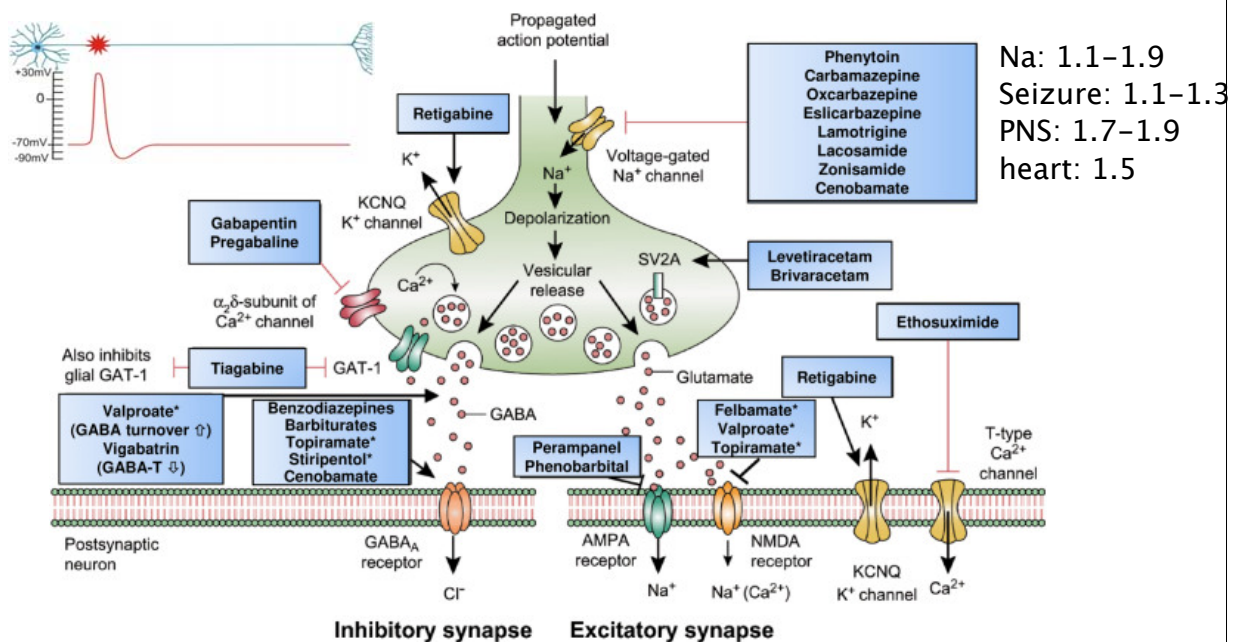 Propagated
action potential
+30mV
0
-70mV
-90mV
Retigabine
K⁺
KCNQ
K⁺ channel
Na⁺
Voltage-gated
Na⁺ channel
Phenytoin
Carbamazepine
Oxcarbazepine
Eslicarbazepine
Lamotrigine
Lacosamide
Zonisamide
Cenobamate
Na: 1.1-1.9
Seizure: 1.1-1.3
PNS: 1.7-1.9
heart: 1.5
Depolarization
Vesicular
release
Gabapentin
Pregabaline
α₂δ-subunit of
Ca²⁺ channel
Ca²⁺
SV2A
Levetiracetam
Brivaracetam
Ethosuximide
Also inhibits
glial GAT-1
Tiagabine
GAT-1
Glutamate
Retigabine
Valproate*
(GABA turnover ⇧)
Vigabatrin
(GABA-T ⇩)
Benzodiazepines
Barbiturates
Topiramate*
Stiripentol*
Cenobamate
GABA
Perampanel
Phenobarbital
Felbamate*
Valproate*
Topiramate*
K⁺
T-type
Ca²⁺
channel
Postsynaptic
neuron
GABA_A
receptor
Cl⁻
AMPA
receptor
Na⁺
NMDA
receptor
Na⁺ (Ca²⁺)
KCNQ
K⁺ channel
Ca²⁺
Inhibitory synapse
Excitatory synapse